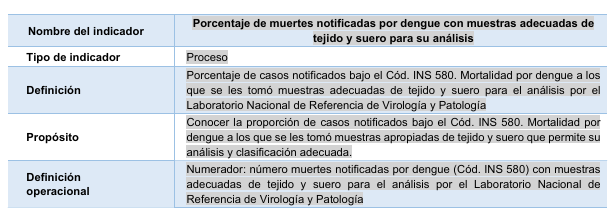 Nombre del indicador
Porcentaje de muertes notificadas por dengue con muestras adecuadas de
tejido y suero para su análisis
Tipo de indicador
Proceso
Definición
Porcentaje de casos notificados bajo el Cód. INS 580. Mortalidad por dengue a los
que se les tomó muestras adecuadas de tejido y suero para el análisis por el
Laboratorio Nacional de Referencia de Virología y Patología
Propósito
Conocer la proporción de casos notificados bajo el Cód. INS 580. Mortalidad por
dengue a los que se les tomó muestras apropiadas de tejido y suero que permite su
análisis y clasificación adecuada.
Definición
operacional
Numerador: número muertes notificadas por dengue (Cód. INS 580) con muestras
adecuadas de tejido y suero para el análisis por el Laboratorio Nacional de
Referencia de Virología y Patología